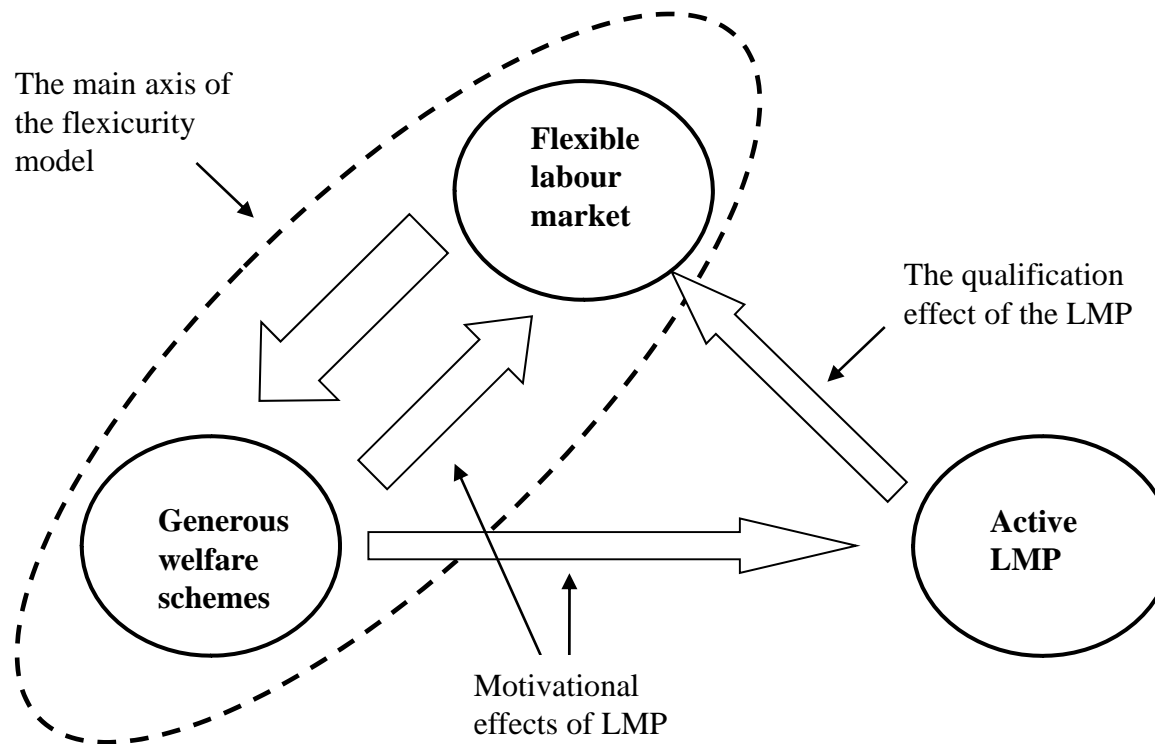 The main axis of
the flexicurity
model
Flexible
labour
market
The qualification
effect of the LMP
Generous
welfare
schemes
Active
LMP
Motivational
effects of LMP